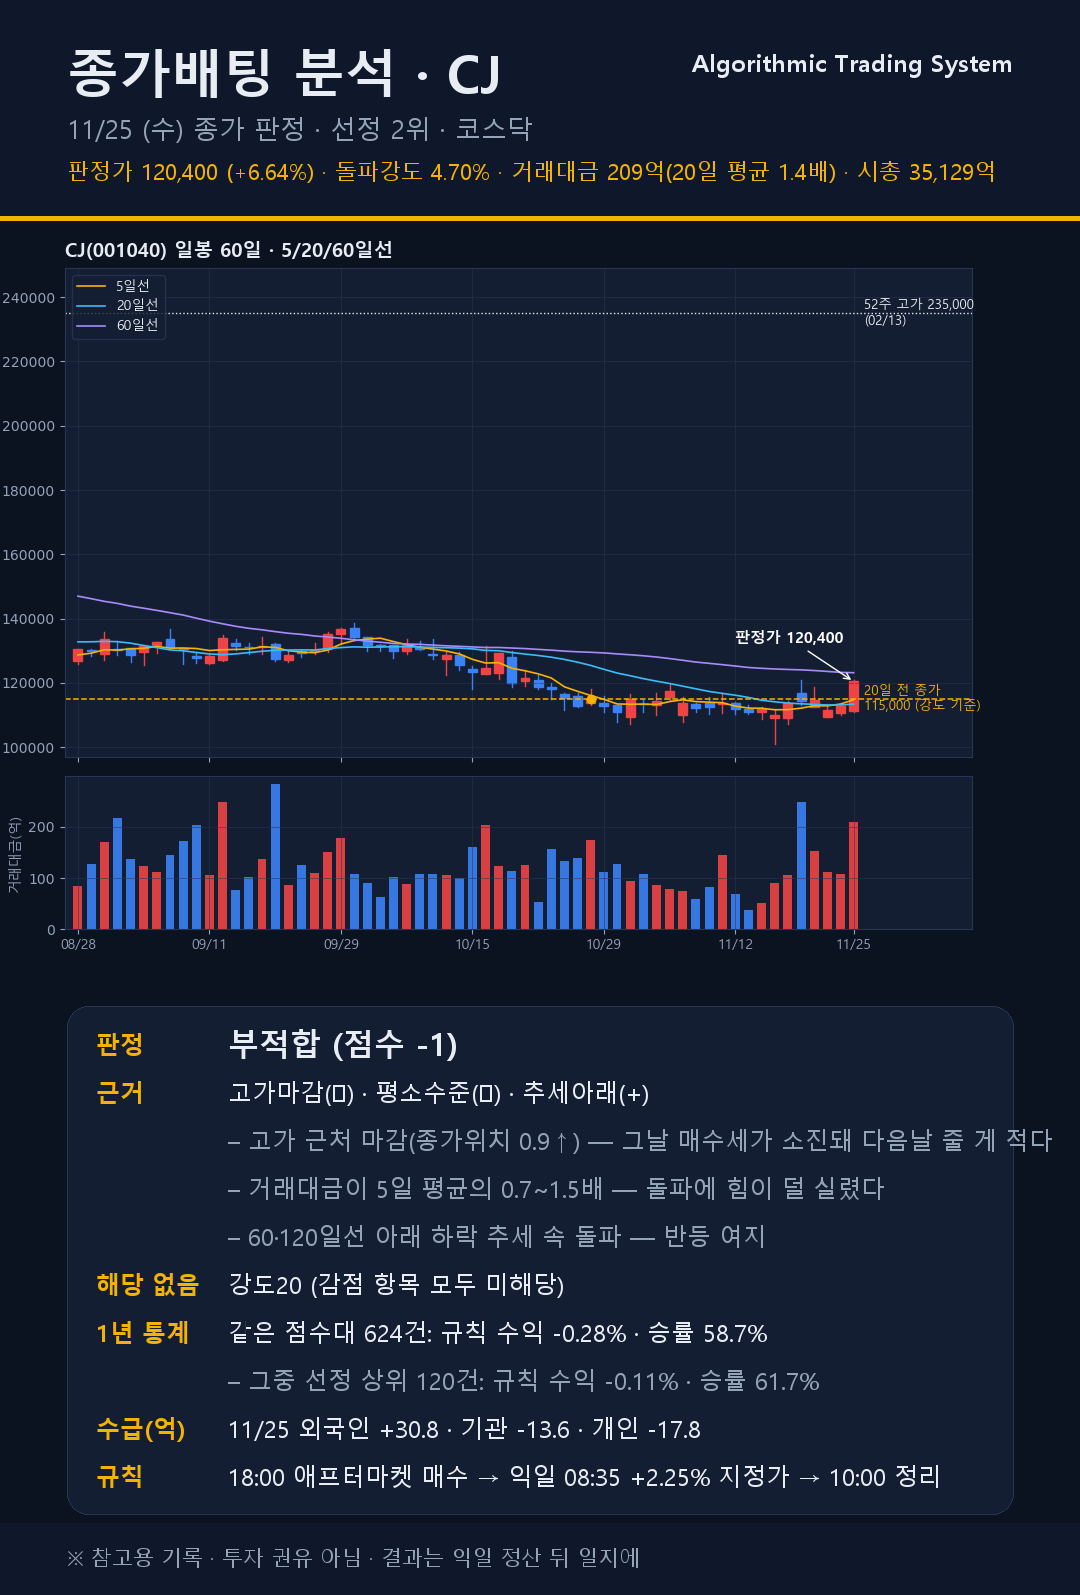 종가배팅 분석 · CJ
Algorithmic Trading System
11/25 (수) 종가 판정 · 선정 2위 · 코스닥
판정가 120,400 (+6.64%) · 돌파강도 4.70% · 거래대금 209억(20일 평균 1.4배) · 시총 35,129억
CJ(001040) 일봉 60일 · 5/20/60일선
5일선
20일선
60일선
52주 고가 235,000
(02/13)
240000
220000
200000
180000
160000
140000
120000
100000
판정가 120,400
20일 전 종가
115,000 (강도 기준)
거래대금(억)
200
100
0
08/28 09/11 09/29 10/15 10/29 11/12 11/25
판정 부적합 (점수 -1)
근거 고가마감(▯) · 평소수준(▯) · 추세아래(+)
– 고가 근처 마감(종가위치 0.9↑) — 그날 매수세가 소진돼 다음날 줄 게 적다
– 거래대금이 5일 평균의 0.7~1.5배 — 돌파에 힘이 덜 실렸다
– 60·120일선 아래 하락 추세 속 돌파 — 반등 여지
해당 없음 강도20 (감점 항목 모두 미해당)
1년 통계 같은 점수대 624건: 규칙 수익 -0.28% · 승률 58.7%
– 그중 선정 상위 120건: 규칙 수익 -0.11% · 승률 61.7%
수급(억) 11/25 외국인 +30.8 · 기관 -13.6 · 개인 -17.8
규칙 18:00 애프터마켓 매수 → 익일 08:35 +2.25% 지정가 → 10:00 정리
※ 참고용 기록 · 투자 권유 아님 · 결과는 익일 정산 뒤 일지에